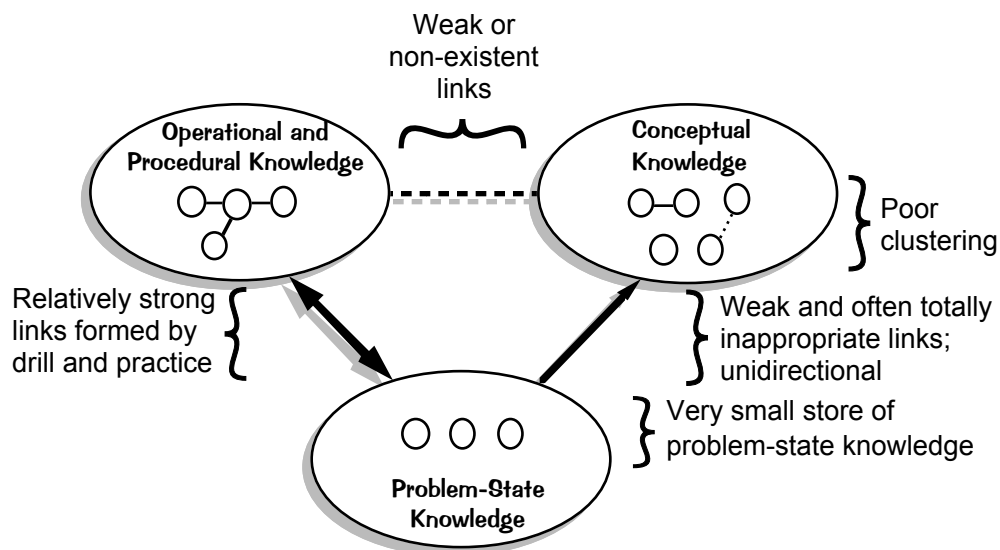 Weak or
non-existent
links
Operational and
Procedural Knowledge
Conceptual
Knowledge
Poor
clustering
Relatively strong
links formed by
drill and practice
Weak and often totally
inappropriate links;
unidirectional
Very small store of
problem-state knowledge
Problem-State
Knowledge